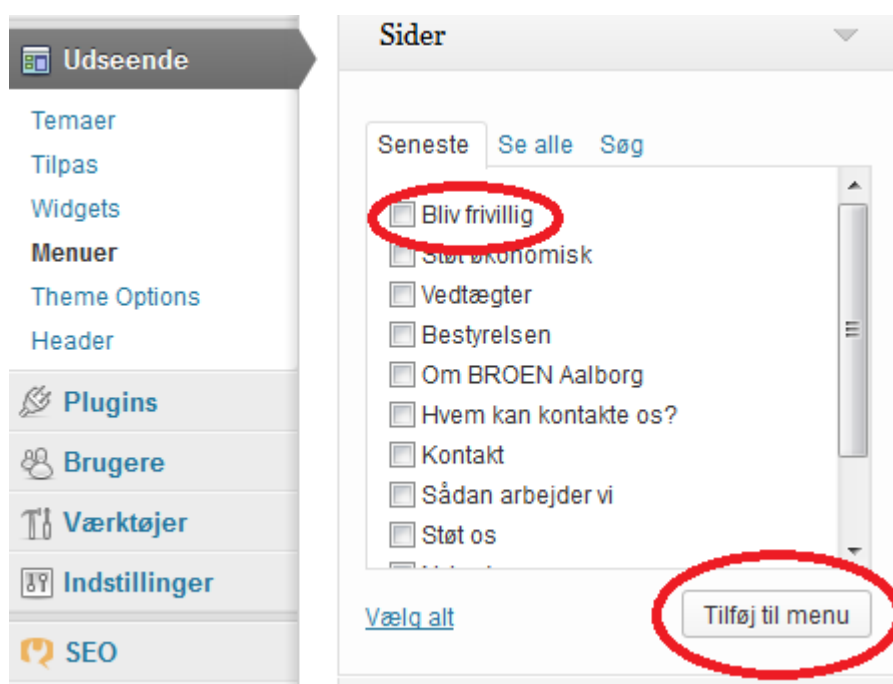 Udseende
Temaer
Tilpas
Widgets
Menuer
Theme Options
Header
Plugins
Brugere
Værktøjer
Indstillinger
SEO
Sider
Seneste Se alle Søg
Bliv frivillig
Støt økonomisk
Vedtægter
Bestyrelsen
Om BROEN Aalborg
Hvem kan kontakte os?
Kontakt
Sådan arbejder vi
Støt os
Vælg alt
Tilføj til menu